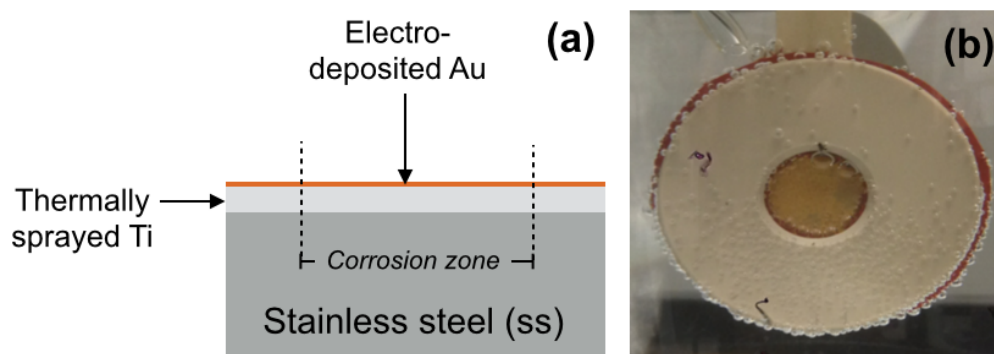 Electro-
deposited Au
(a)
Thermally
sprayed Ti
Corrosion zone
Stainless steel (ss)
(b)